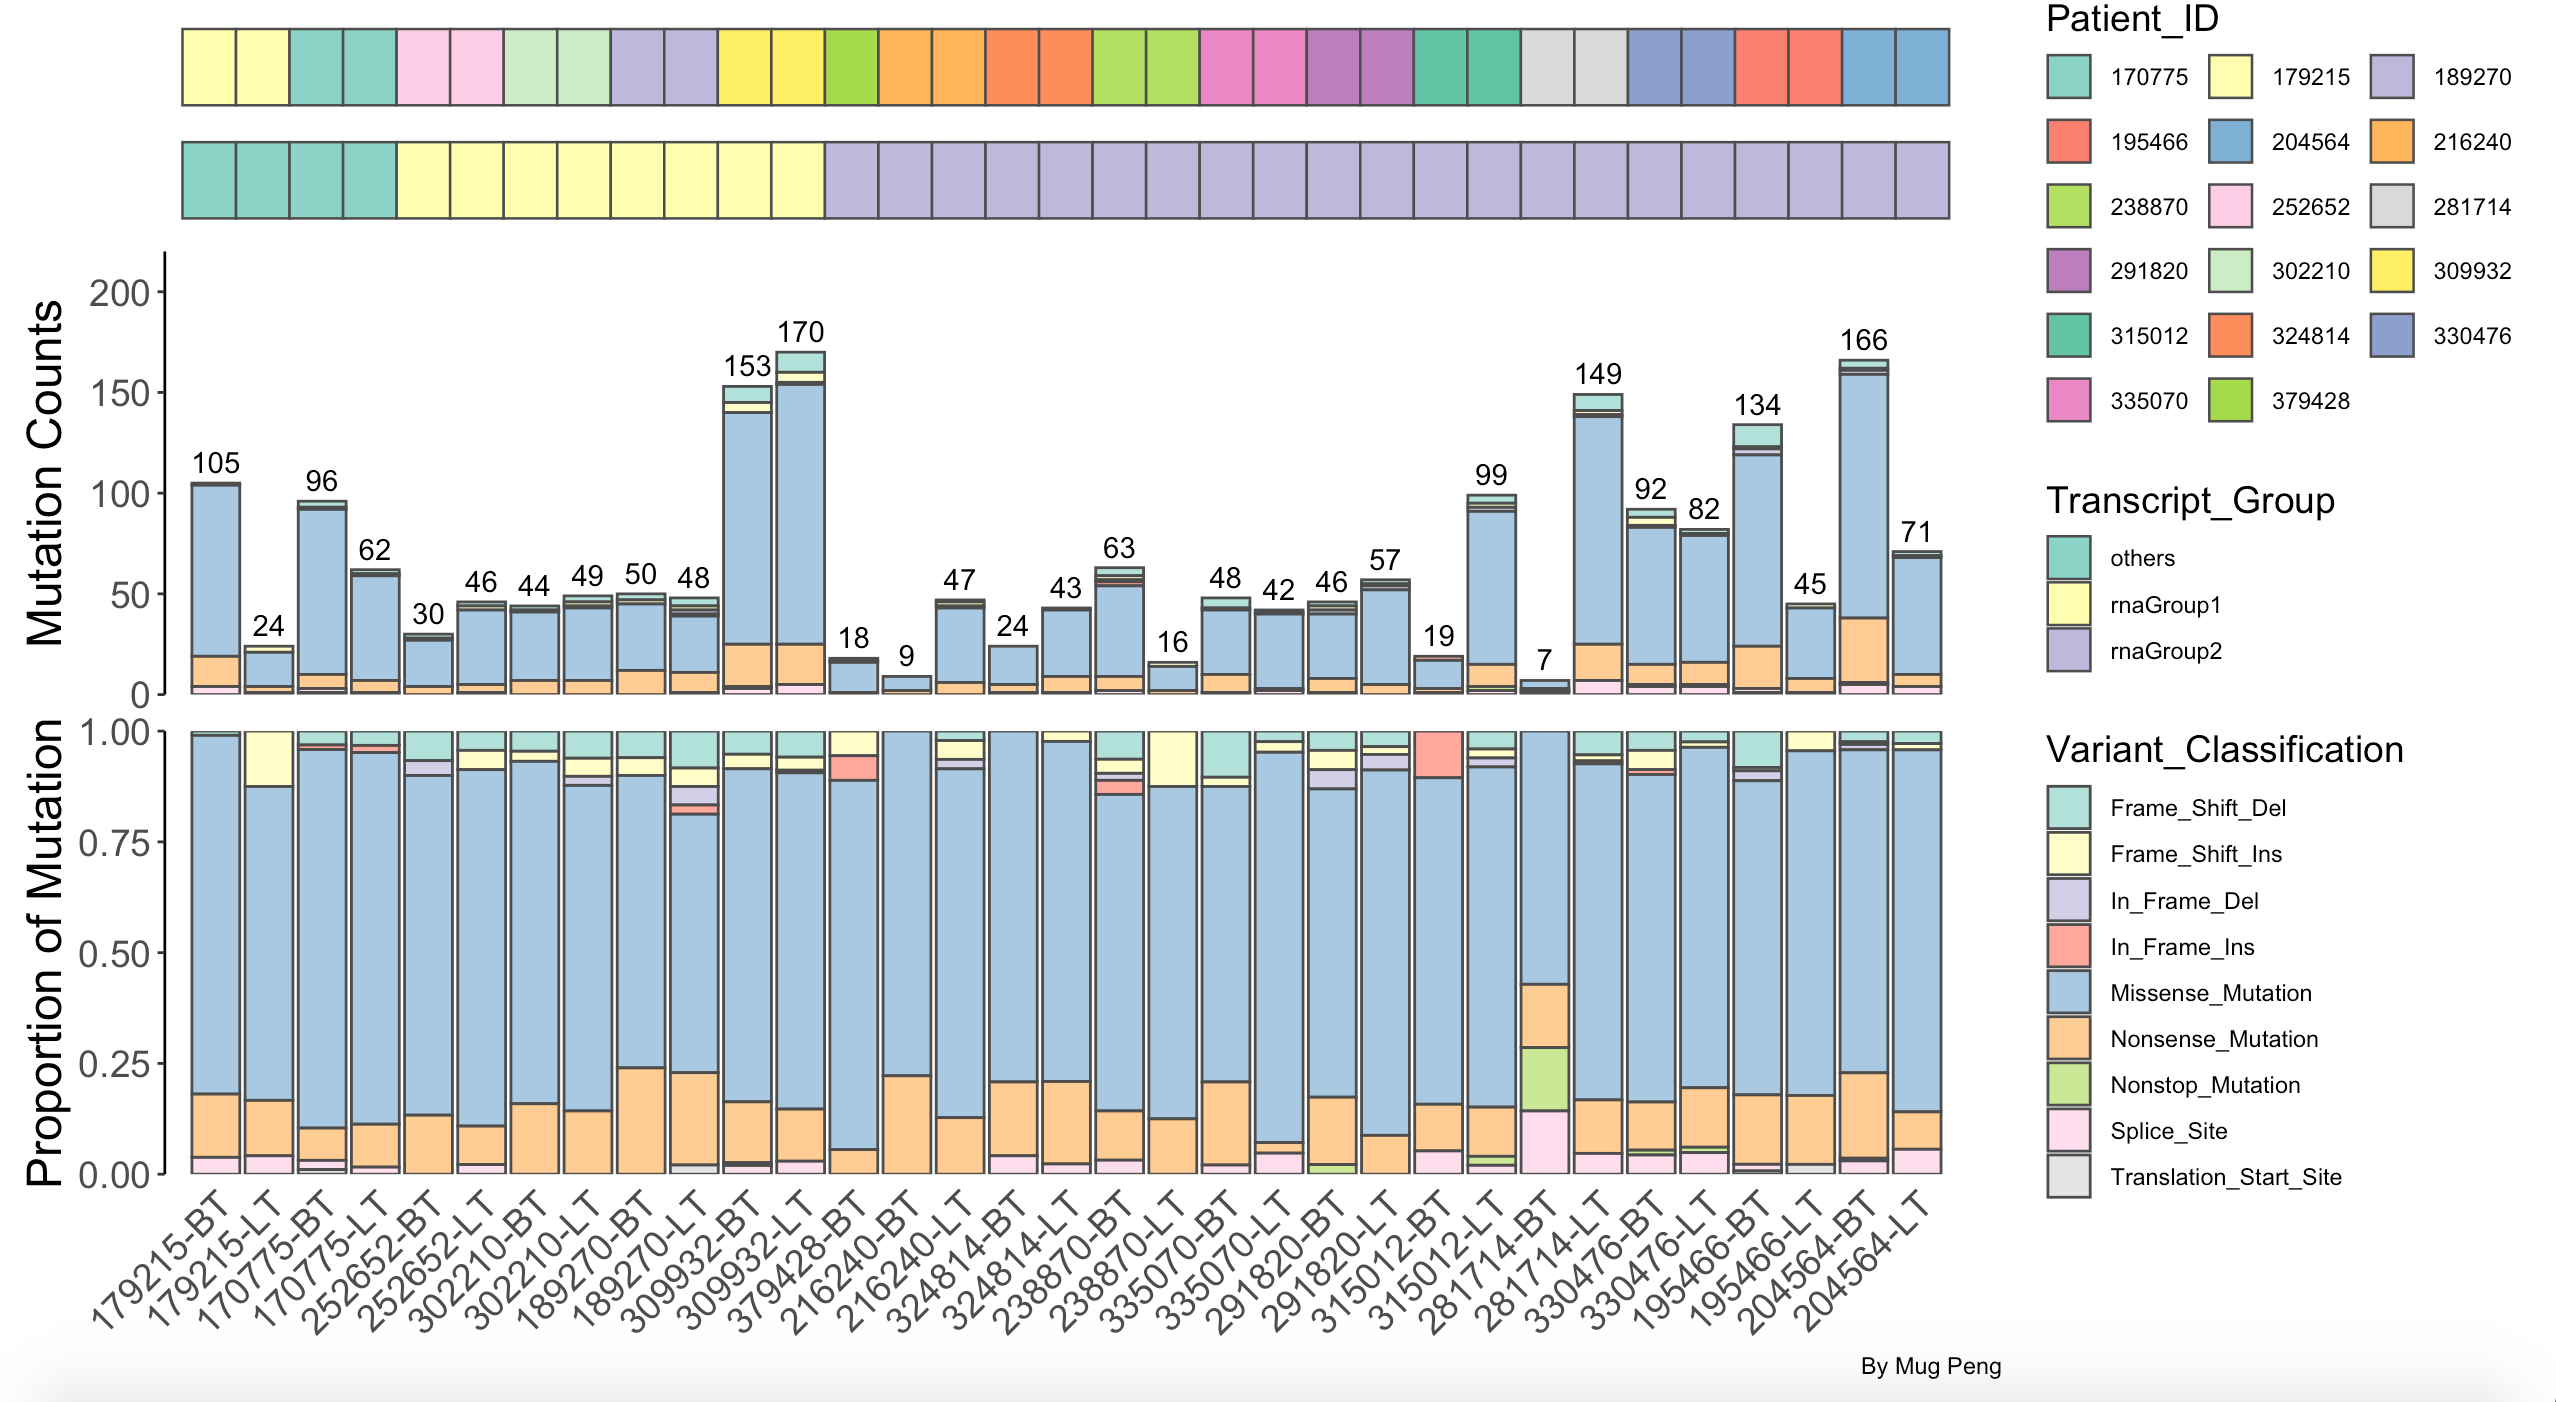 Patient_ID
170775 179215 189270
195466 204564 216240
238870 252652 281714
291820 302210 309932
315012 324814 330476
335070 379428
Transcript_Group
others
rnaGroup1
rnaGroup2
Variant_Classification
Frame_Shift_Del
Frame_Shift_Ins
In_Frame_Del
In_Frame_Ins
Missense_Mutation
Nonsense_Mutation
Nonstop_Mutation
Splice_Site
Translation_Start_Site
Mutation Counts
200
150
100
50
0
105 24 96 62 30 46 44 49 50 48 153 170 18 9 47 24 43 63 16 48 42 46 57 19 99 7 149 92 82 134 45 166 71
Proportion of Mutation
1.00
0.75
0.50
0.25
0.00
179215-BT
179215-LT
170775-BT
170775-LT
252652-BT
252652-LT
302210-BT
302210-LT
189270-BT
189270-LT
309932-BT
309932-LT
379428-BT
216240-BT
216240-LT
324814-BT
324814-LT
238870-BT
238870-LT
335070-BT
335070-LT
291820-BT
291820-LT
315012-BT
315012-LT
281714-BT
281714-LT
330476-BT
330476-LT
195466-BT
195466-LT
204564-BT
204564-LT
By Mug Peng